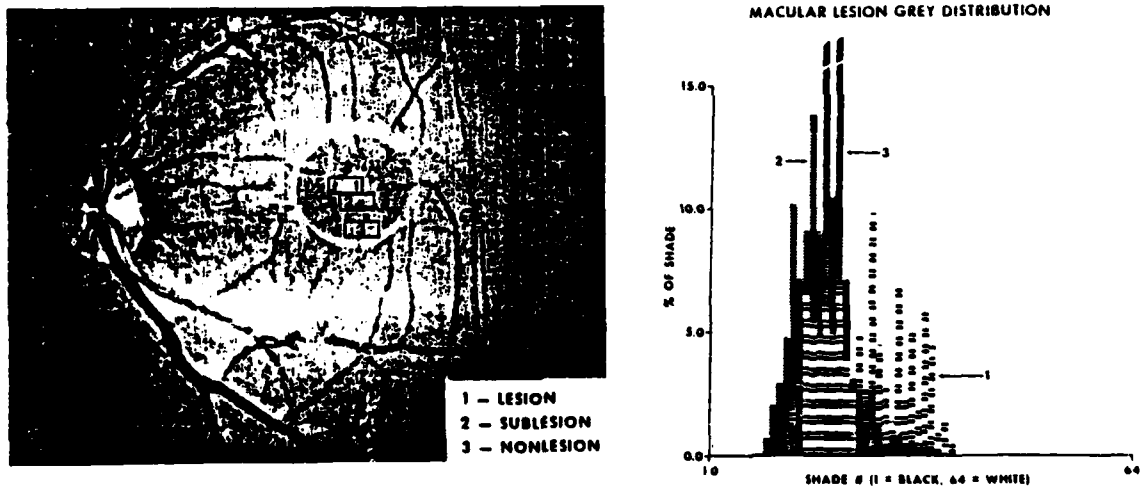 1 – LESION
2 – SUBLESION
3 – NONLESION
MACULAR LESION GREY DISTRIBUTION
15.0
2
3
10.0
% OF SHADE
5.0
1
0.0
1.0
64
SHADE # (1 = BLACK, 64 = WHITE)